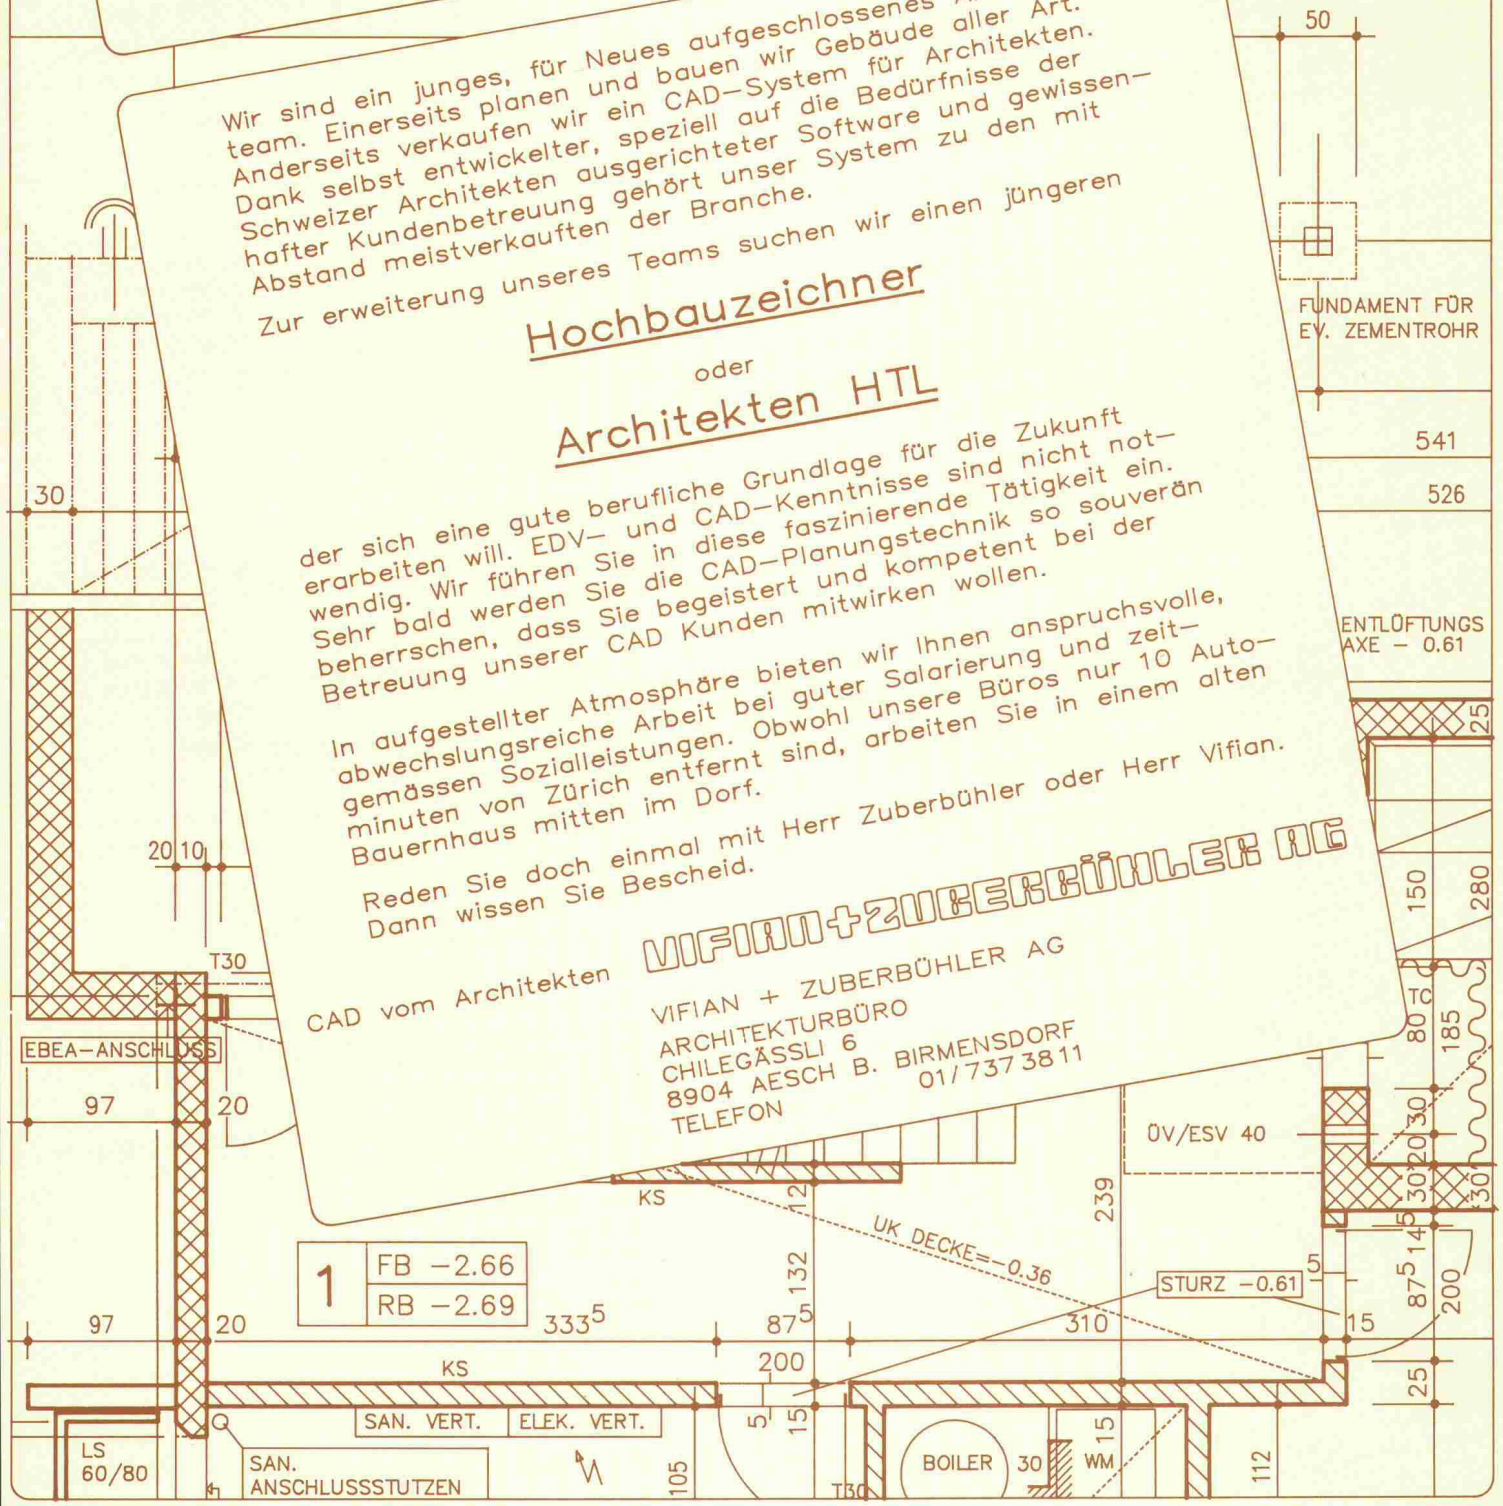 Wir sind ein junges, für Neues aufgeschlossenes
team. Einerseits planen und bauen wir Gebäude aller Art.
Anderseits verkaufen wir ein CAD-System für Architekten.
Dank selbst entwickelter, speziell auf die Bedürfnisse der
Schweizer Architekten ausgerichteter Software und gewissen-
hafter Kundenbetreuung gehört unser System zu den mit
Abstand meistverkauften der Branche.
Zur erweiterung unseres Teams suchen wir einen jüngeren
Hochbauzeichner
oder
Architekten HTL
der sich eine gute berufliche Grundlage für die Zukunft
erarbeiten will. EDV- und CAD-Kenntnisse sind nicht not-
wendig. Wir führen Sie in diese faszinierende Tätigkeit ein.
Sehr bald werden Sie die CAD-Planungstechnik so souverän
beherrschen, dass Sie begeistert und kompetent bei der
Betreuung unserer CAD Kunden mitwirken wollen.
In aufgestellter Atmosphäre bieten wir Ihnen anspruchsvolle,
abwechslungsreiche Arbeit bei guter Salarierung und zeit-
gemässen Sozialleistungen. Obwohl unsere Büros nur 10 Auto-
minuten von Zürich entfernt sind, arbeiten Sie in einem alten
Bauernhaus mitten im Dorf.
Reden Sie doch einmal mit Herr Zuberbühler oder Herr Vifian.
Dann wissen Sie Bescheid.
CAD vom Architekten
VIFIAN+ZUBERBÜHLER AG
VIFIAN + ZUBERBÜHLER AG
ARCHITEKTURBÜRO
CHILEGÄSSLI 6
8904 AESCH B. BIRMENSDORF
TELEFON 01/737 38 11
50
FUNDAMENT FÜR
EV. ZEMENTROHR
541
526
30
ENTLÜFTUNGS
AXE - 0.61
25
20 10
150
280
T30
80 TC
185
EBEA-ANSCHLUSS
97
20
ÖV/ESV 40
30 20 30
30
KS
12
239
UK DECKE=-0.36
1
FB -2.66
RB -2.69
132
STURZ -0.61
5
87⁵ 14⁵
200
97
20
333⁵
87⁵
310
15
KS
200
25
SAN. VERT.
ELEK. VERT.
5
15
15
LS
60/80
SAN.
ANSCHLUSSSTUTZEN
105
T30
BOILER
30
WM
112